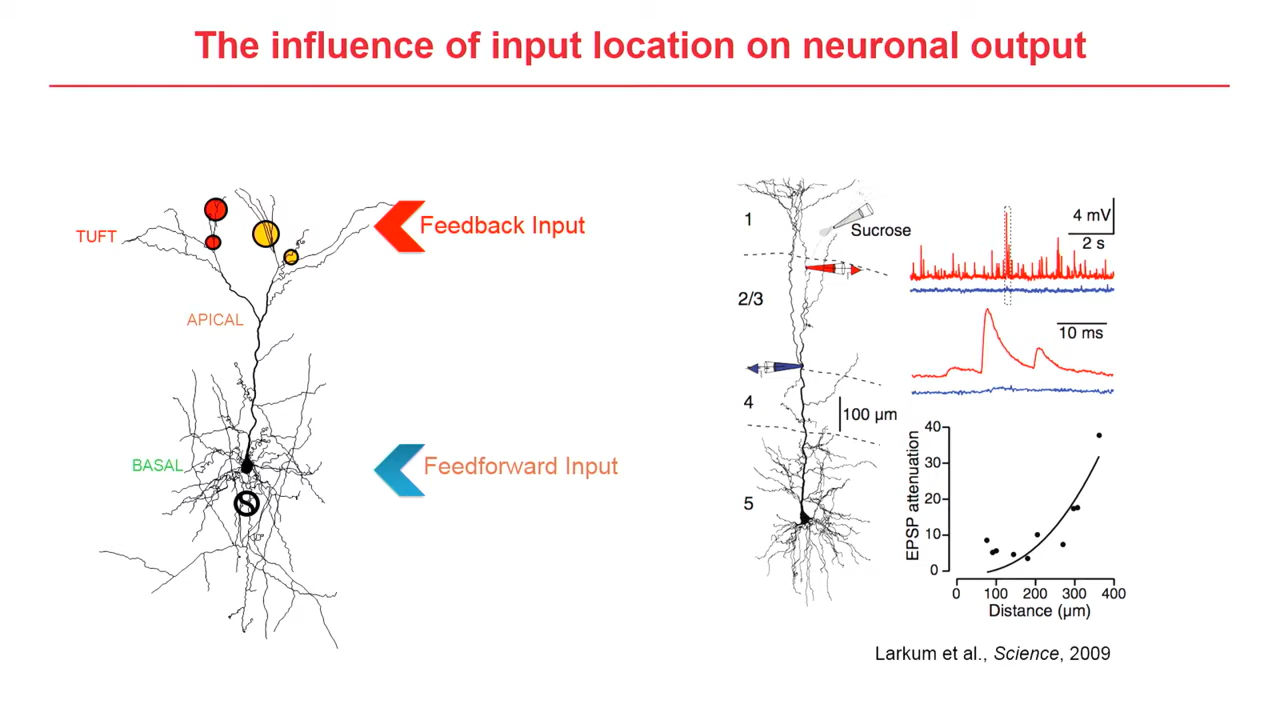 The influence of input location on neuronal output
TUFT
Feedback Input
APICAL
BASAL
Feedforward Input
S
1
Sucrose
2/3
4
100 µm
5
4 mV
2 s
10 ms
EPSP attenuation
40
30
20
10
0
0 100 200 300 400
Distance (µm)
Larkum et al., Science, 2009